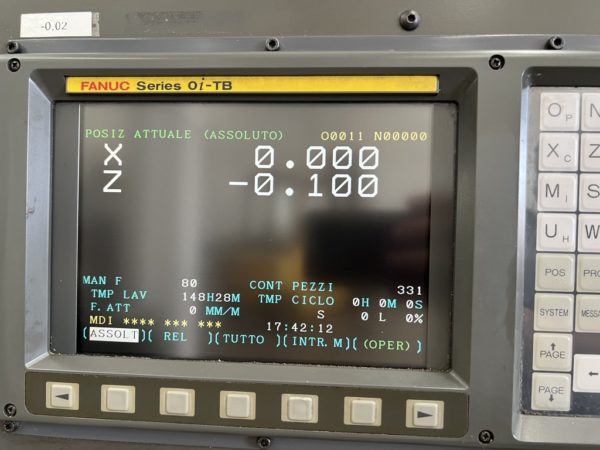 -0.02
FANUC Series 0i-TB
POSIZ ATTUALE (ASSOLUTO) O0011 N00000
X 0.000
Z -0.100
MAN F 80 CONT PEZZI 331
TMP LAV 148H28M TMP CICLO 0H 0M 0S
F. ATT 0 MM/M S 0 L 0%
MDI **** *** *** 17:42:12
(ASSOLT)( REL )(TUTTO )(INTR.M)( (OPER) )
OP N
XC Z
MI S
UH W
POS PRO
SYSTEM MESSA
PAGE
PAGE